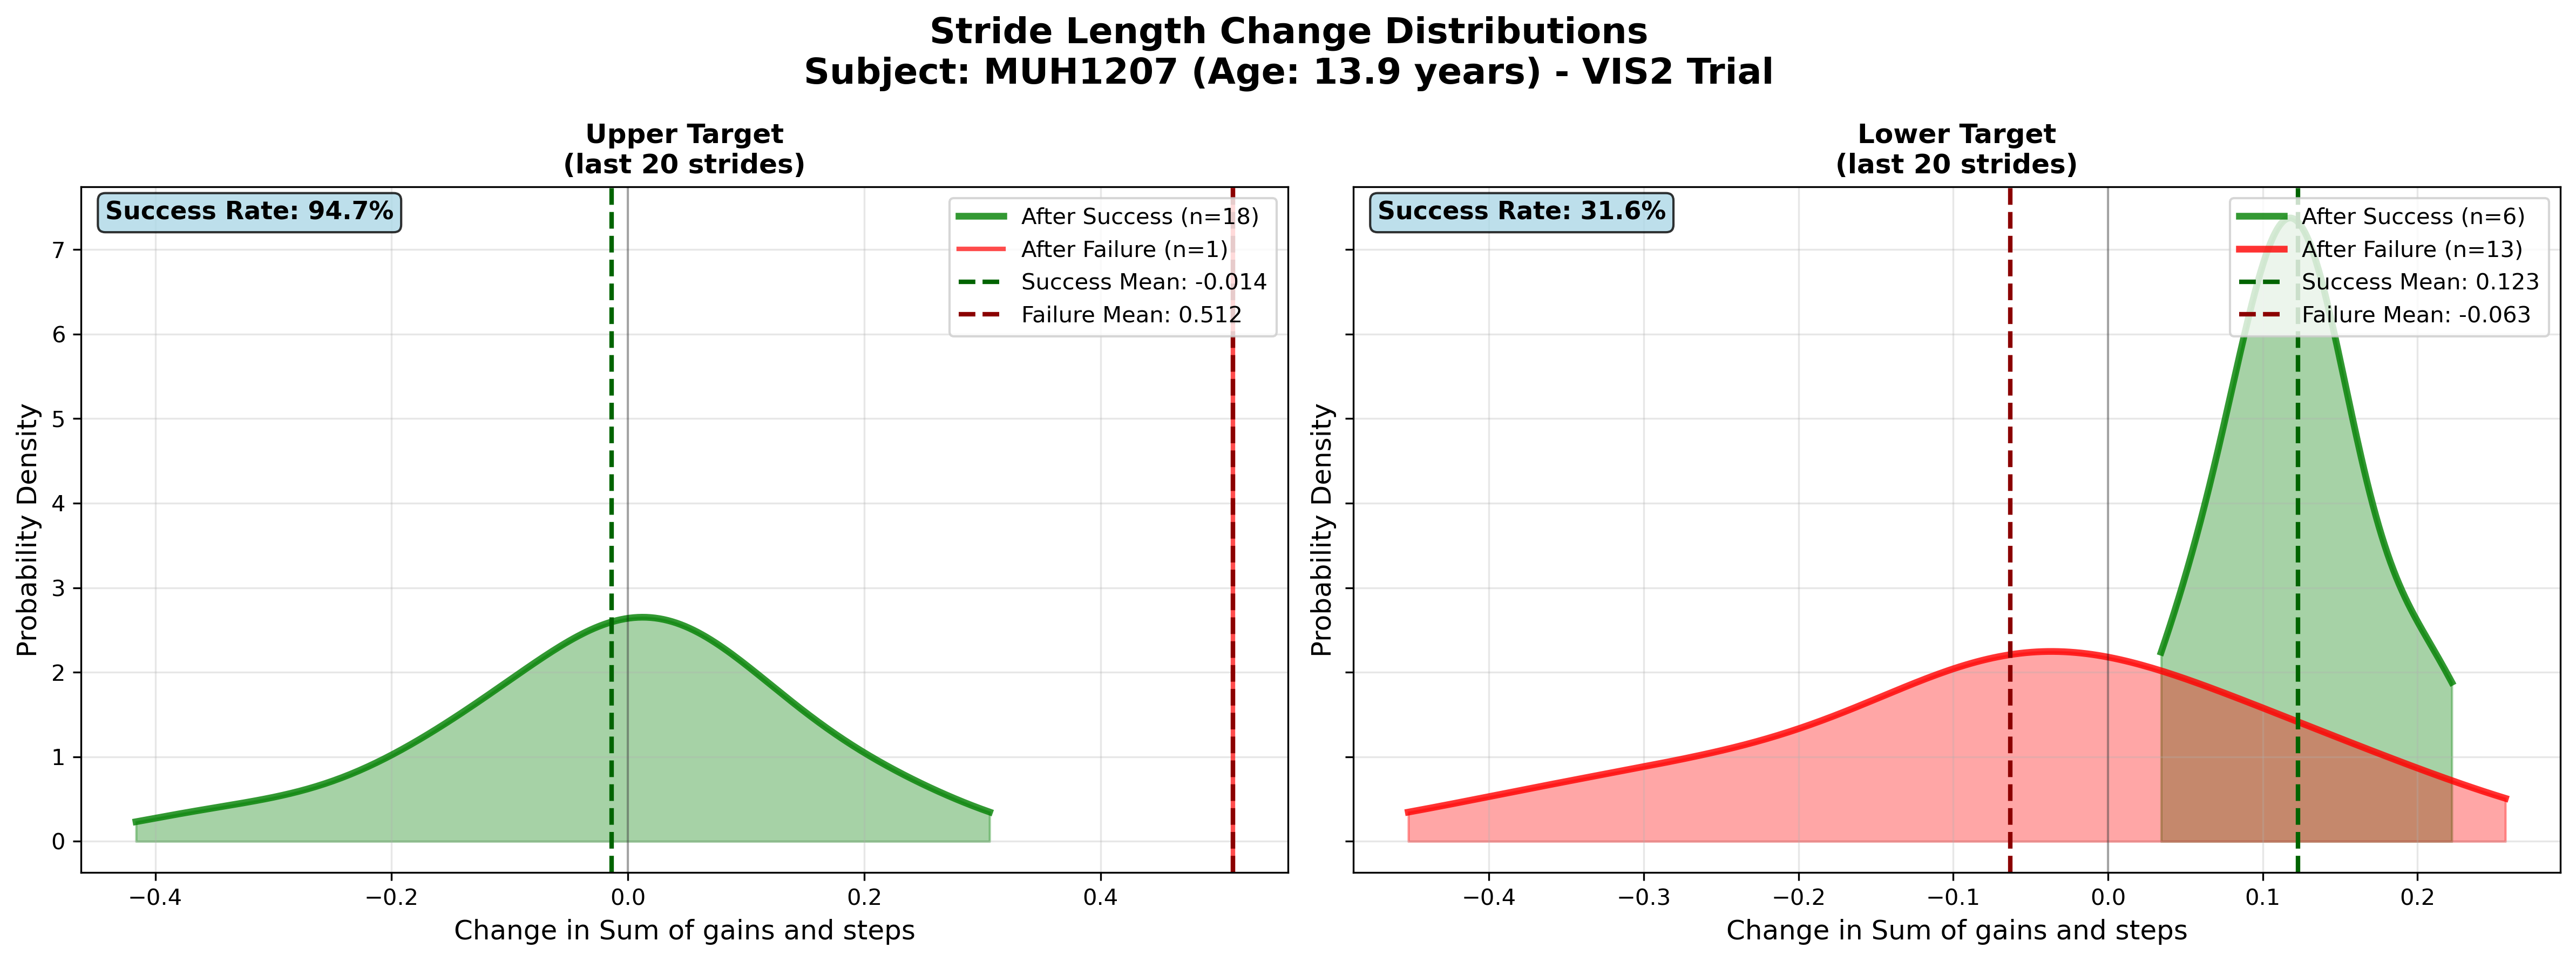 Stride Length Change Distributions
Subject: MUH1207 (Age: 13.9 years) - VIS2 Trial
Upper Target
(last 20 strides)
Success Rate: 94.7%
After Success (n=18)
After Failure (n=1)
Success Mean: -0.014
Failure Mean: 0.512
Probability Density
7
6
5
4
3
2
1
0
−0.4
−0.2
0.0
0.2
0.4
Change in Sum of gains and steps
Lower Target
(last 20 strides)
Success Rate: 31.6%
After Success (n=6)
After Failure (n=13)
Success Mean: 0.123
Failure Mean: -0.063
Probability Density
−0.4
−0.3
−0.2
−0.1
0.0
0.1
0.2
Change in Sum of gains and steps